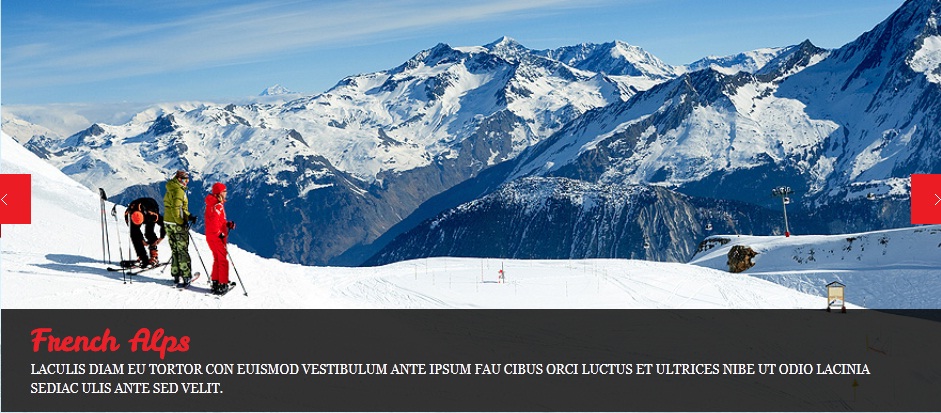 French Alps
LACULIS DIAM EU TORTOR CON EUISMOD VESTIBULUM ANTE IPSUM FAU CIBUS ORCI LUCTUS ET ULTRICES NIBE UT ODIO LACINIA
SEDIAC ULIS ANTE SED VELIT.